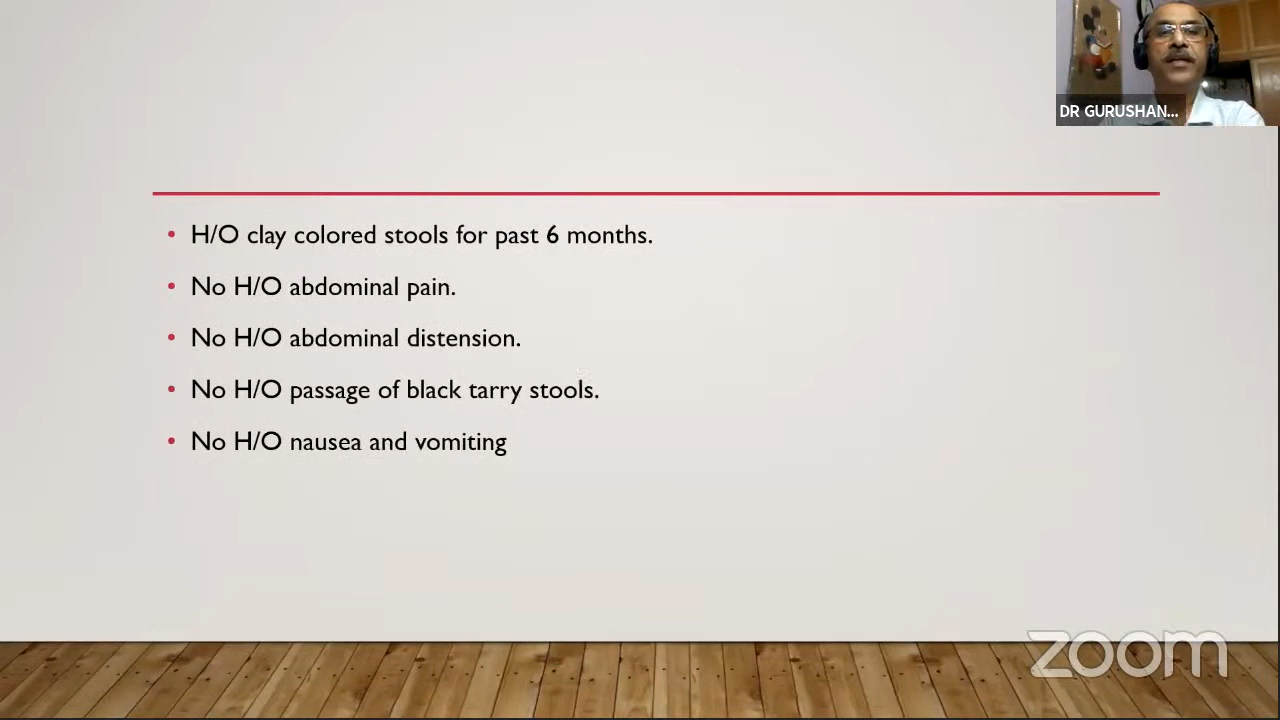 DR GURUSHAN...
• H/O clay colored stools for past 6 months.
• No H/O abdominal pain.
• No H/O abdominal distension.
• No H/O passage of black tarry stools.
• No H/O nausea and vomiting
zoom